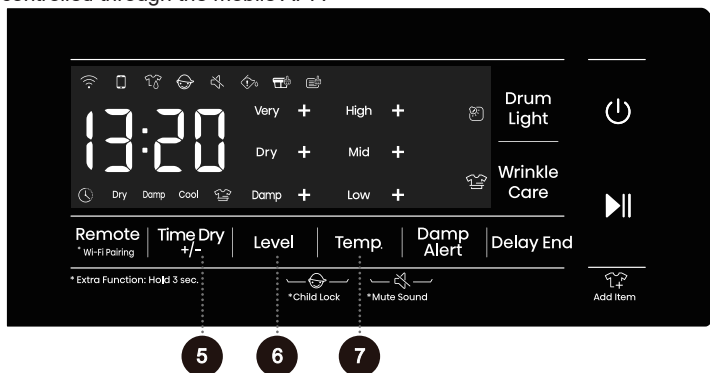 controlled through the mobile APP.
13:20
Very + High +
Dry + Mid +
Damp + Low +
Dry Damp Cool
Drum
Light
Wrinkle
Care
Remote
* Wi-Fi Pairing
Time Dry
+/-
Level
Temp.
Damp
Alert
Delay End
* Extra Function: Hold 3 sec.
*Child Lock
*Mute Sound
Add Item
5
6
7